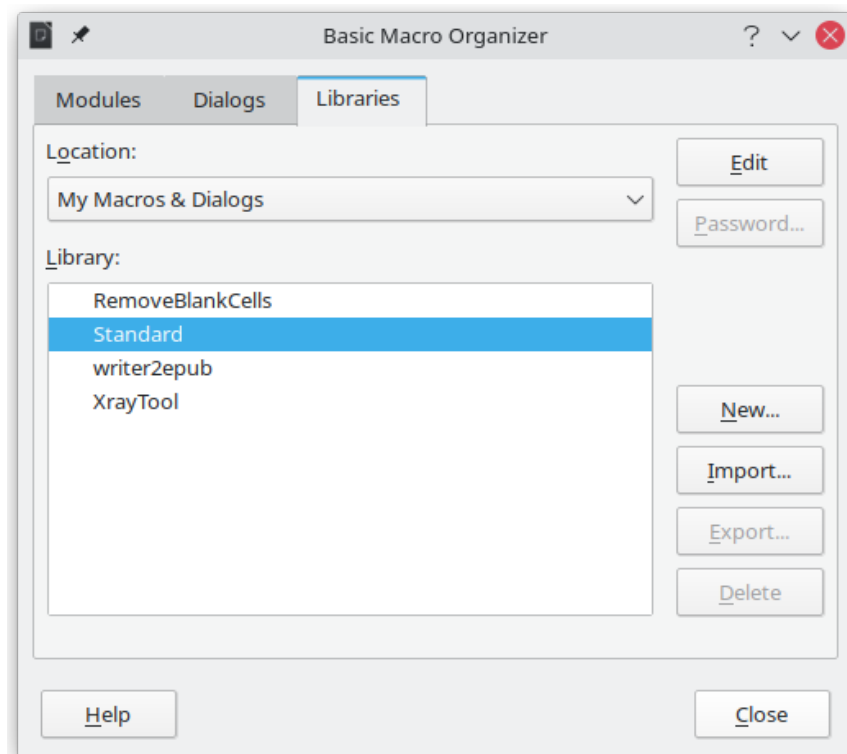 Basic Macro Organizer
Modules Dialogs Libraries
Location:
My Macros & Dialogs
Edit
Password...
Library:
RemoveBlankCells
Standard
writer2epub
XrayTool
New...
Import...
Export...
Delete
Help
Close